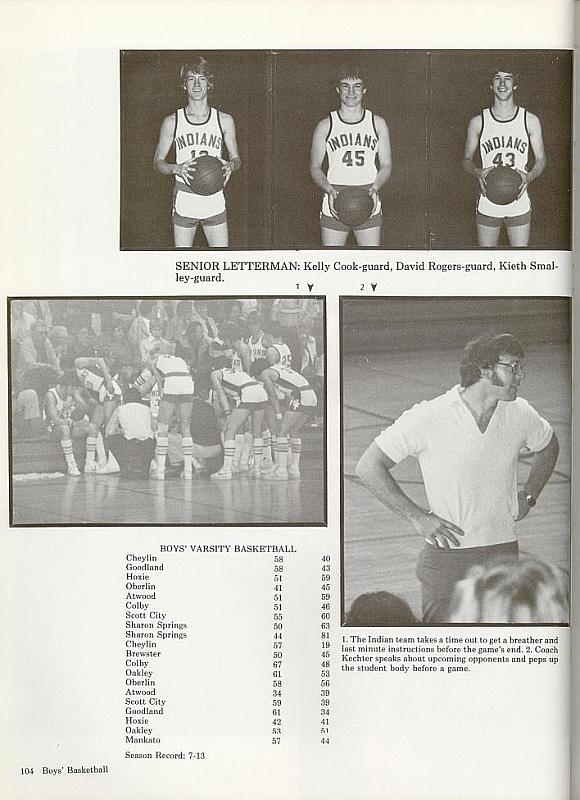 INDIANS
INDIANS
45
INDIANS
43
SENIOR LETTERMAN: Kelly Cook-guard, David Rogers-guard, Kieth Smal-
ley-guard.
1 2
BOYS' VARSITY BASKETBALL
Cheylin 58 40
Goodland 58 43
Hoxie 51 59
Oberlin 41 45
Atwood 51 59
Colby 51 46
Scott City 55 60
Sharon Springs 50 63
Sharon Springs 44 81
Cheylin 57 19
Brewster 50 45
Colby 67 48
Oakley 61 53
Oberlin 58 56
Atwood 34 39
Scott City 59 39
Goodland 61 34
Hoxie 42 41
Oakley 53 51
Mankato 57 44
Season Record: 7-13
1. The Indian team takes a time out to get a breather and
last minute instructions before the game's end. 2. Coach
Kechter speaks about upcoming opponents and peps up
the student body before a game.
104 Boys' Basketball